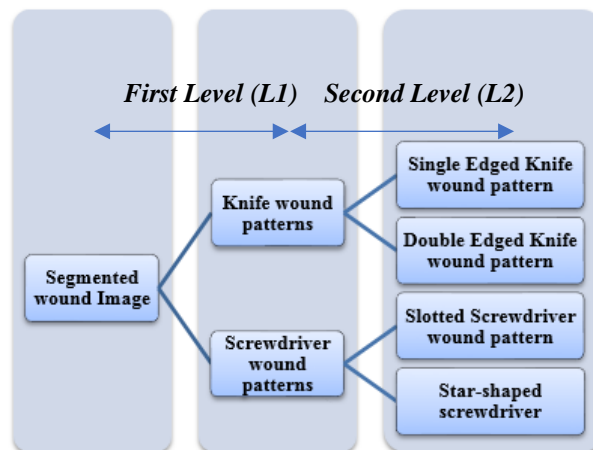 First Level (L1) Second Level (L2)
Single Edged Knife
wound pattern
Knife wound
patterns
Double Edged Knife
wound pattern
Segmented
wound Image
Slotted Screwdriver
wound pattern
Screwdriver
wound
patterns
Star-shaped
screwdriver